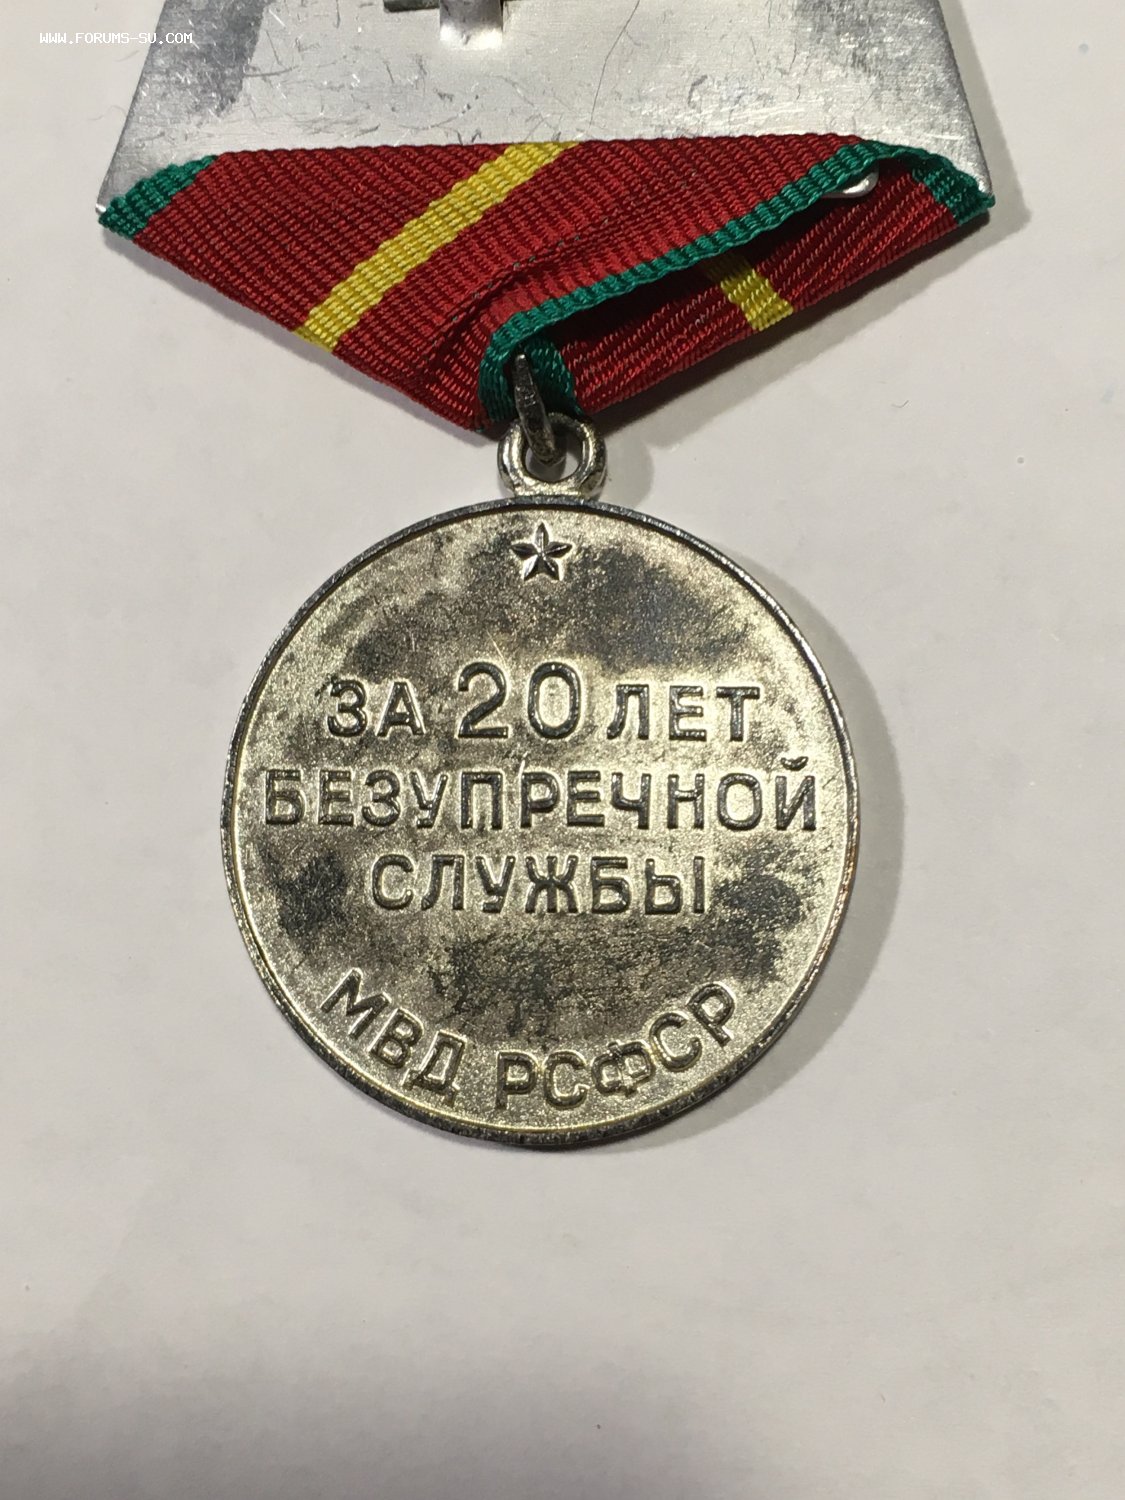 WWW.FORUMS-SU.COM
ЗА 20 ЛЕТ
БЕЗУПРЕЧНОЙ
СЛУЖБЫ
МВД РСФСР